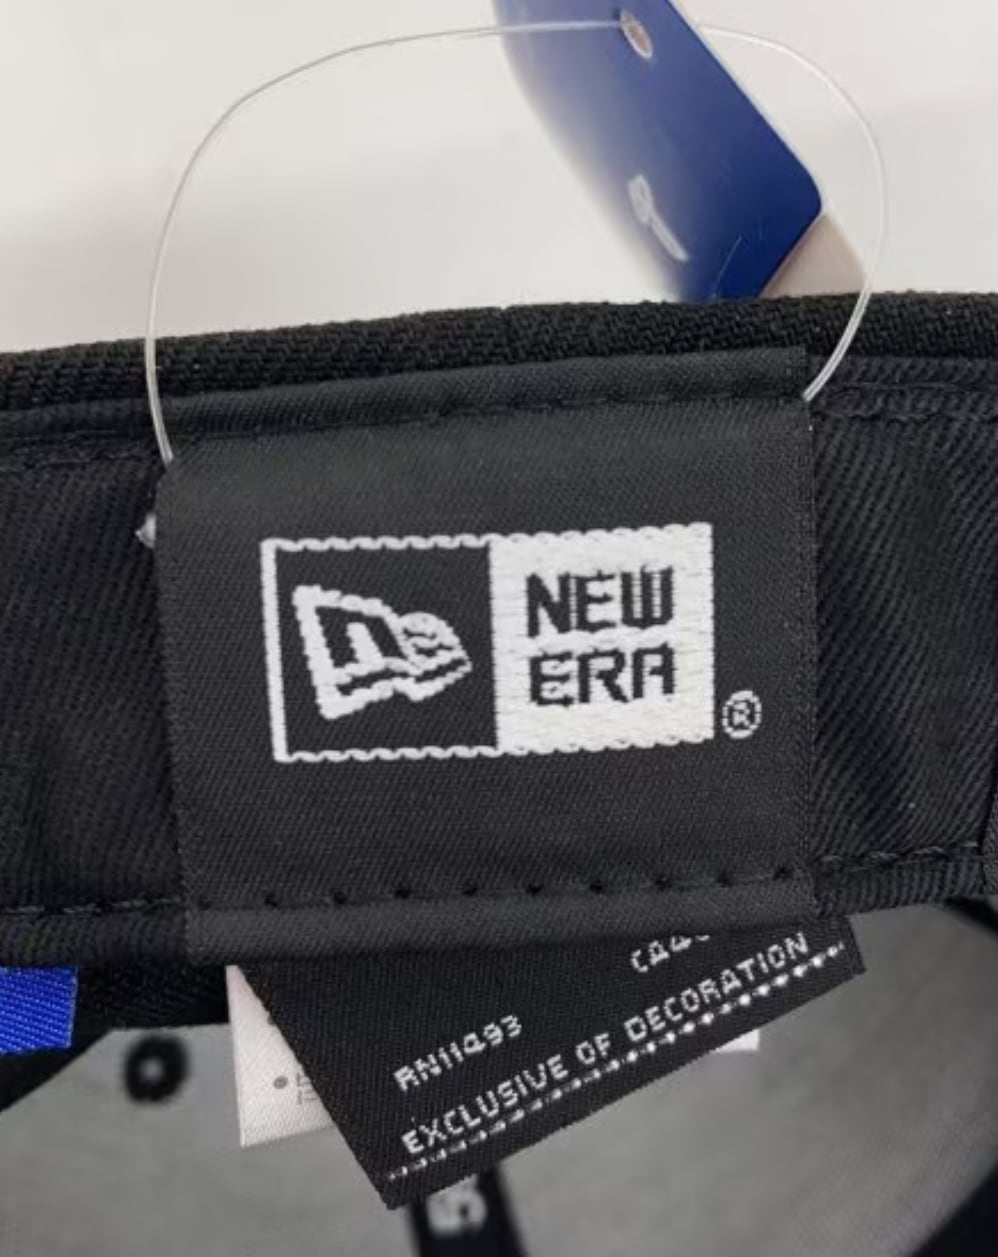 NEW
ERA
®
RN11493
EXCLUSIVE OF DECORATION